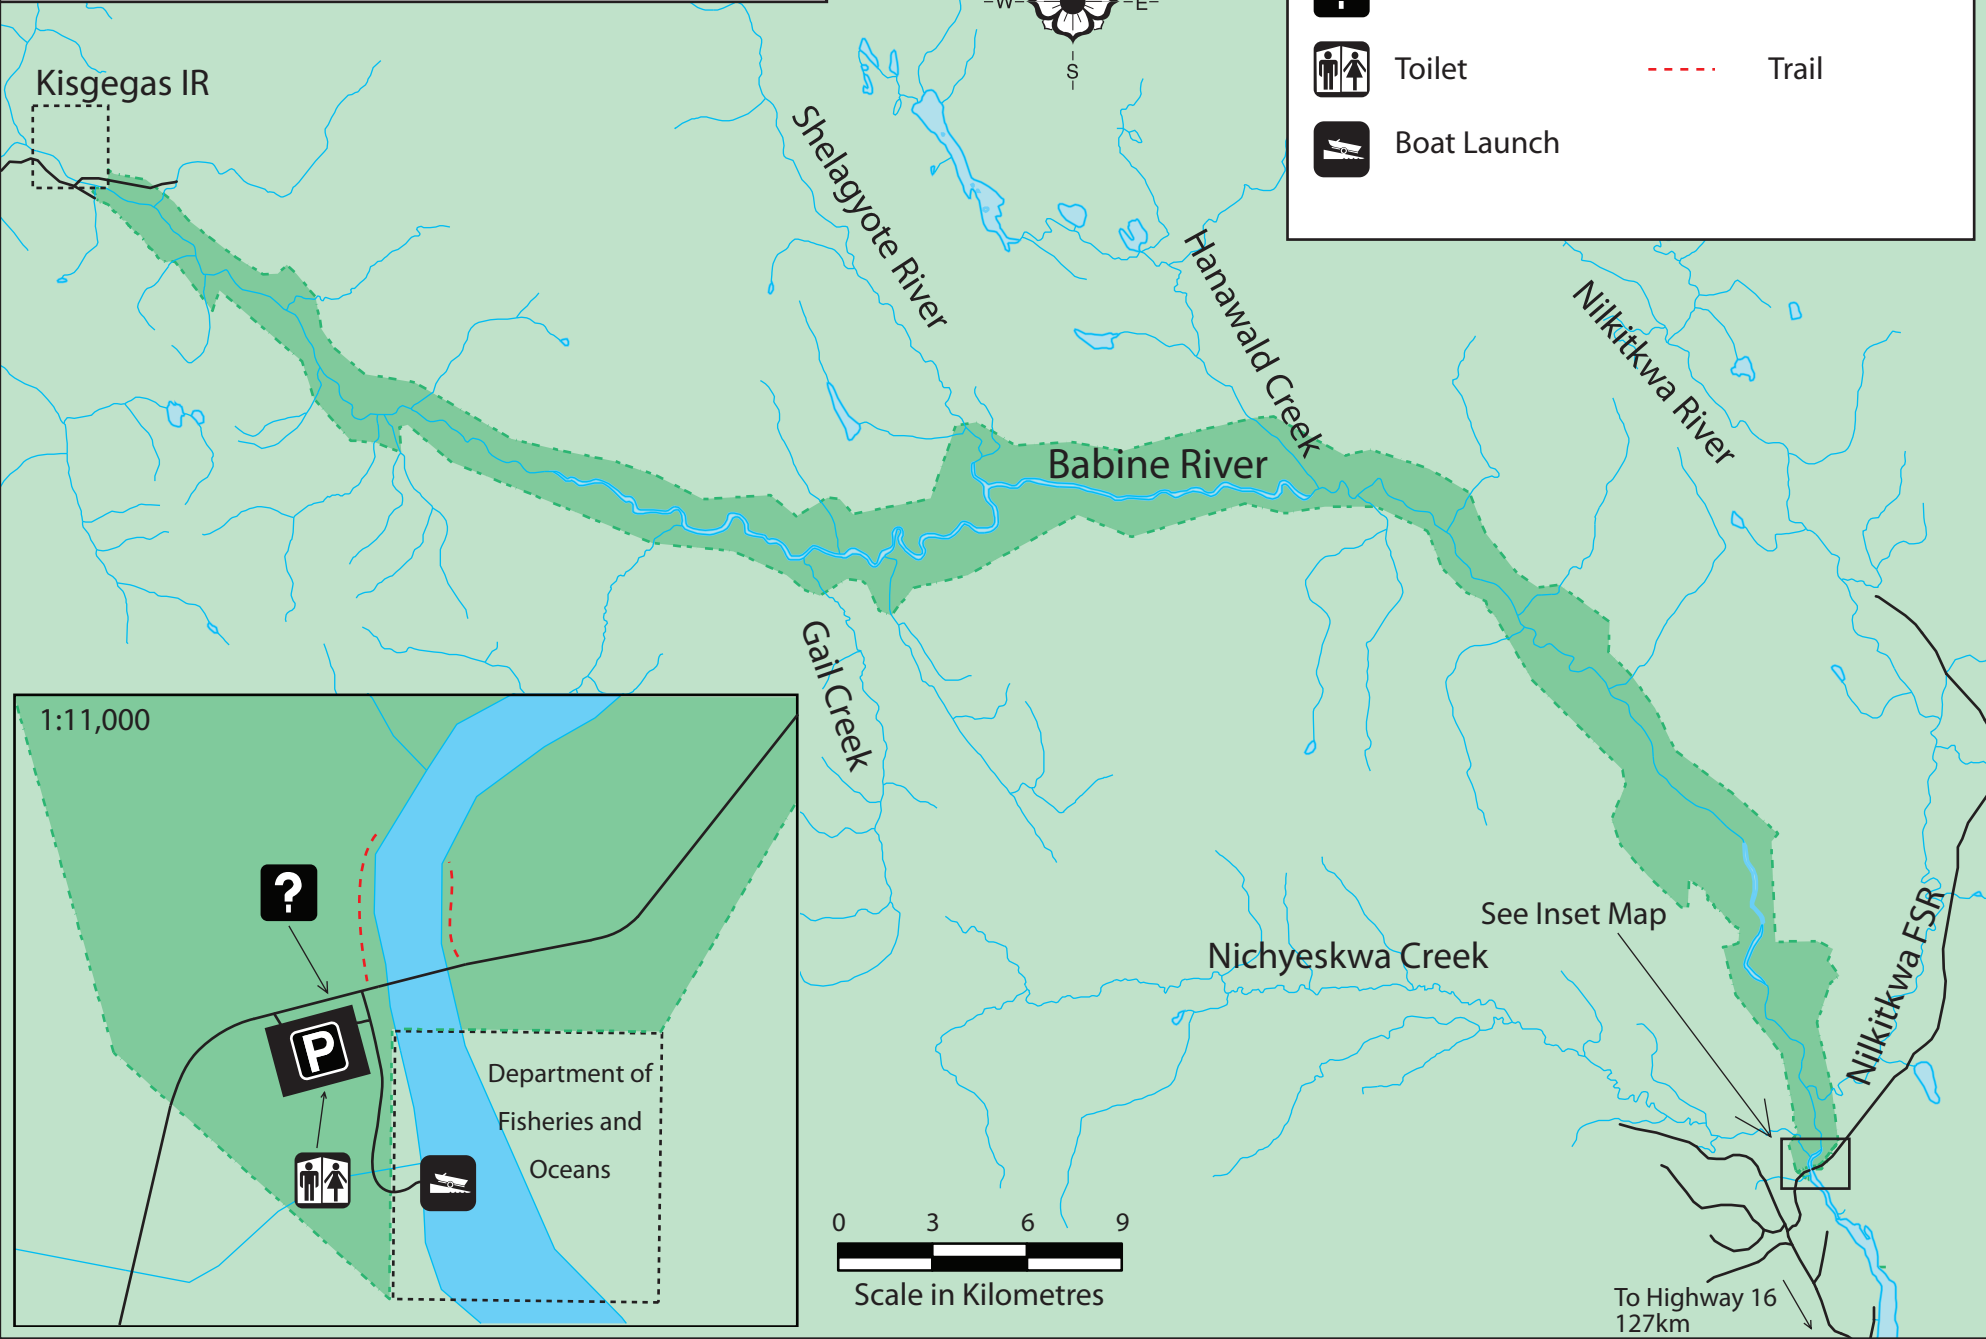 W
E
S
?
Toilet
Trail
Boat Launch
Kisgegas IR
Shelagyote River
Hanawald Creek
Nilkitkwa River
Babine River
Gail Creek
1:11,000
?
P
Department of
Fisheries and
Oceans
See Inset Map
Nichyeskwa Creek
Nilkitkwa FSR
0 3 6 9
Scale in Kilometres
To Highway 16
127km